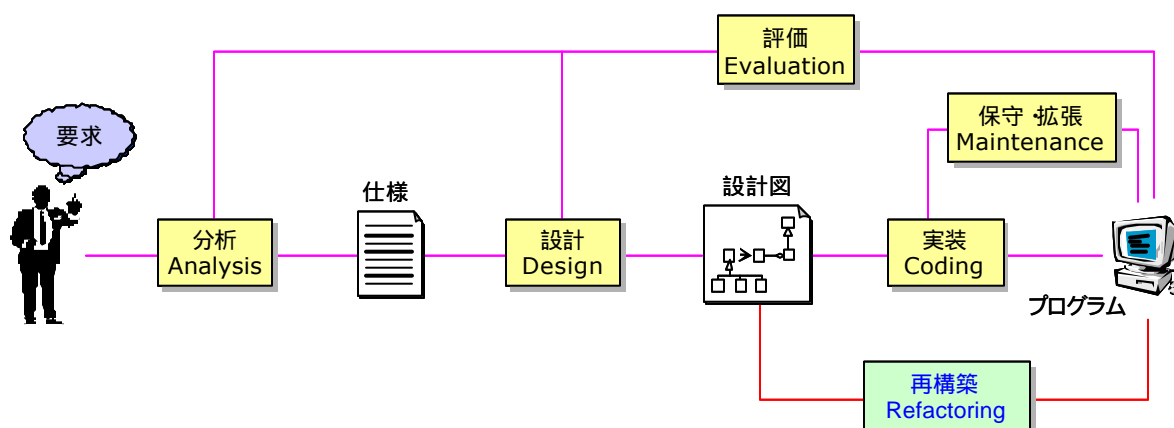 評価
Evaluation
保守・拡張
Maintenance
要求
仕様
設計図
分析
Analysis
設計
Design
実装
Coding
プログラム
再構築
Refactoring